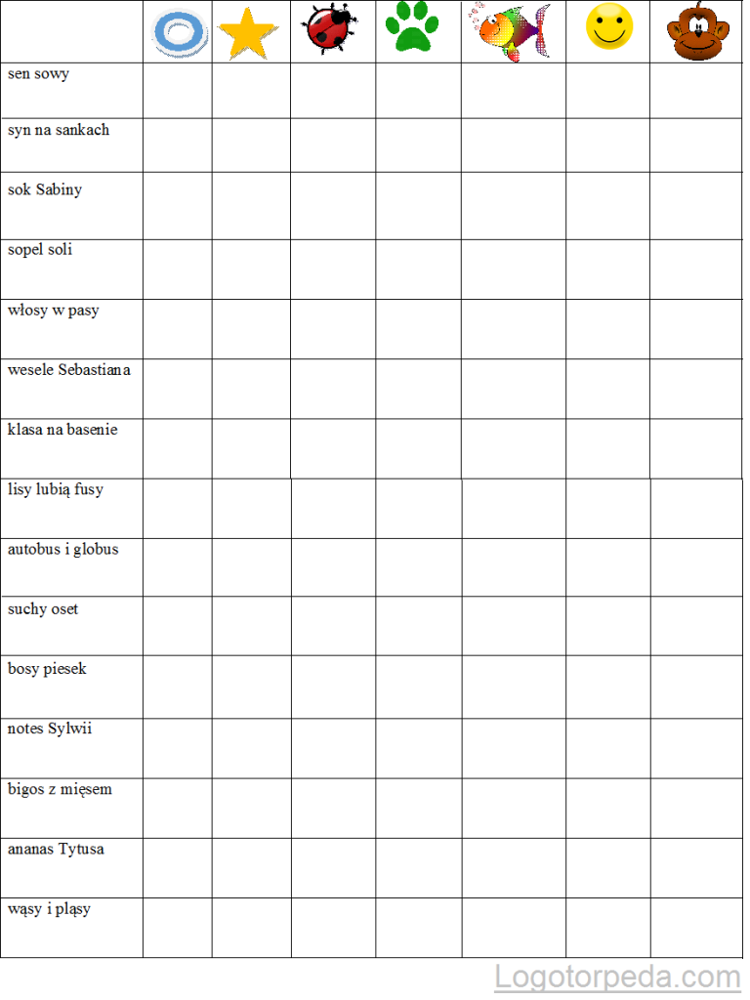 sen sowy
syn na sankach
sok Sabiny
sopel soli
włosy w pasy
wesele Sebastiana
klasa na basenie
lisy lubią fusy
autobus i globus
suchy oset
bosy piesek
notes Sylwii
bigos z mięsem
ananas Tytusa
wąsy i pląsy
Logotorpeda.com